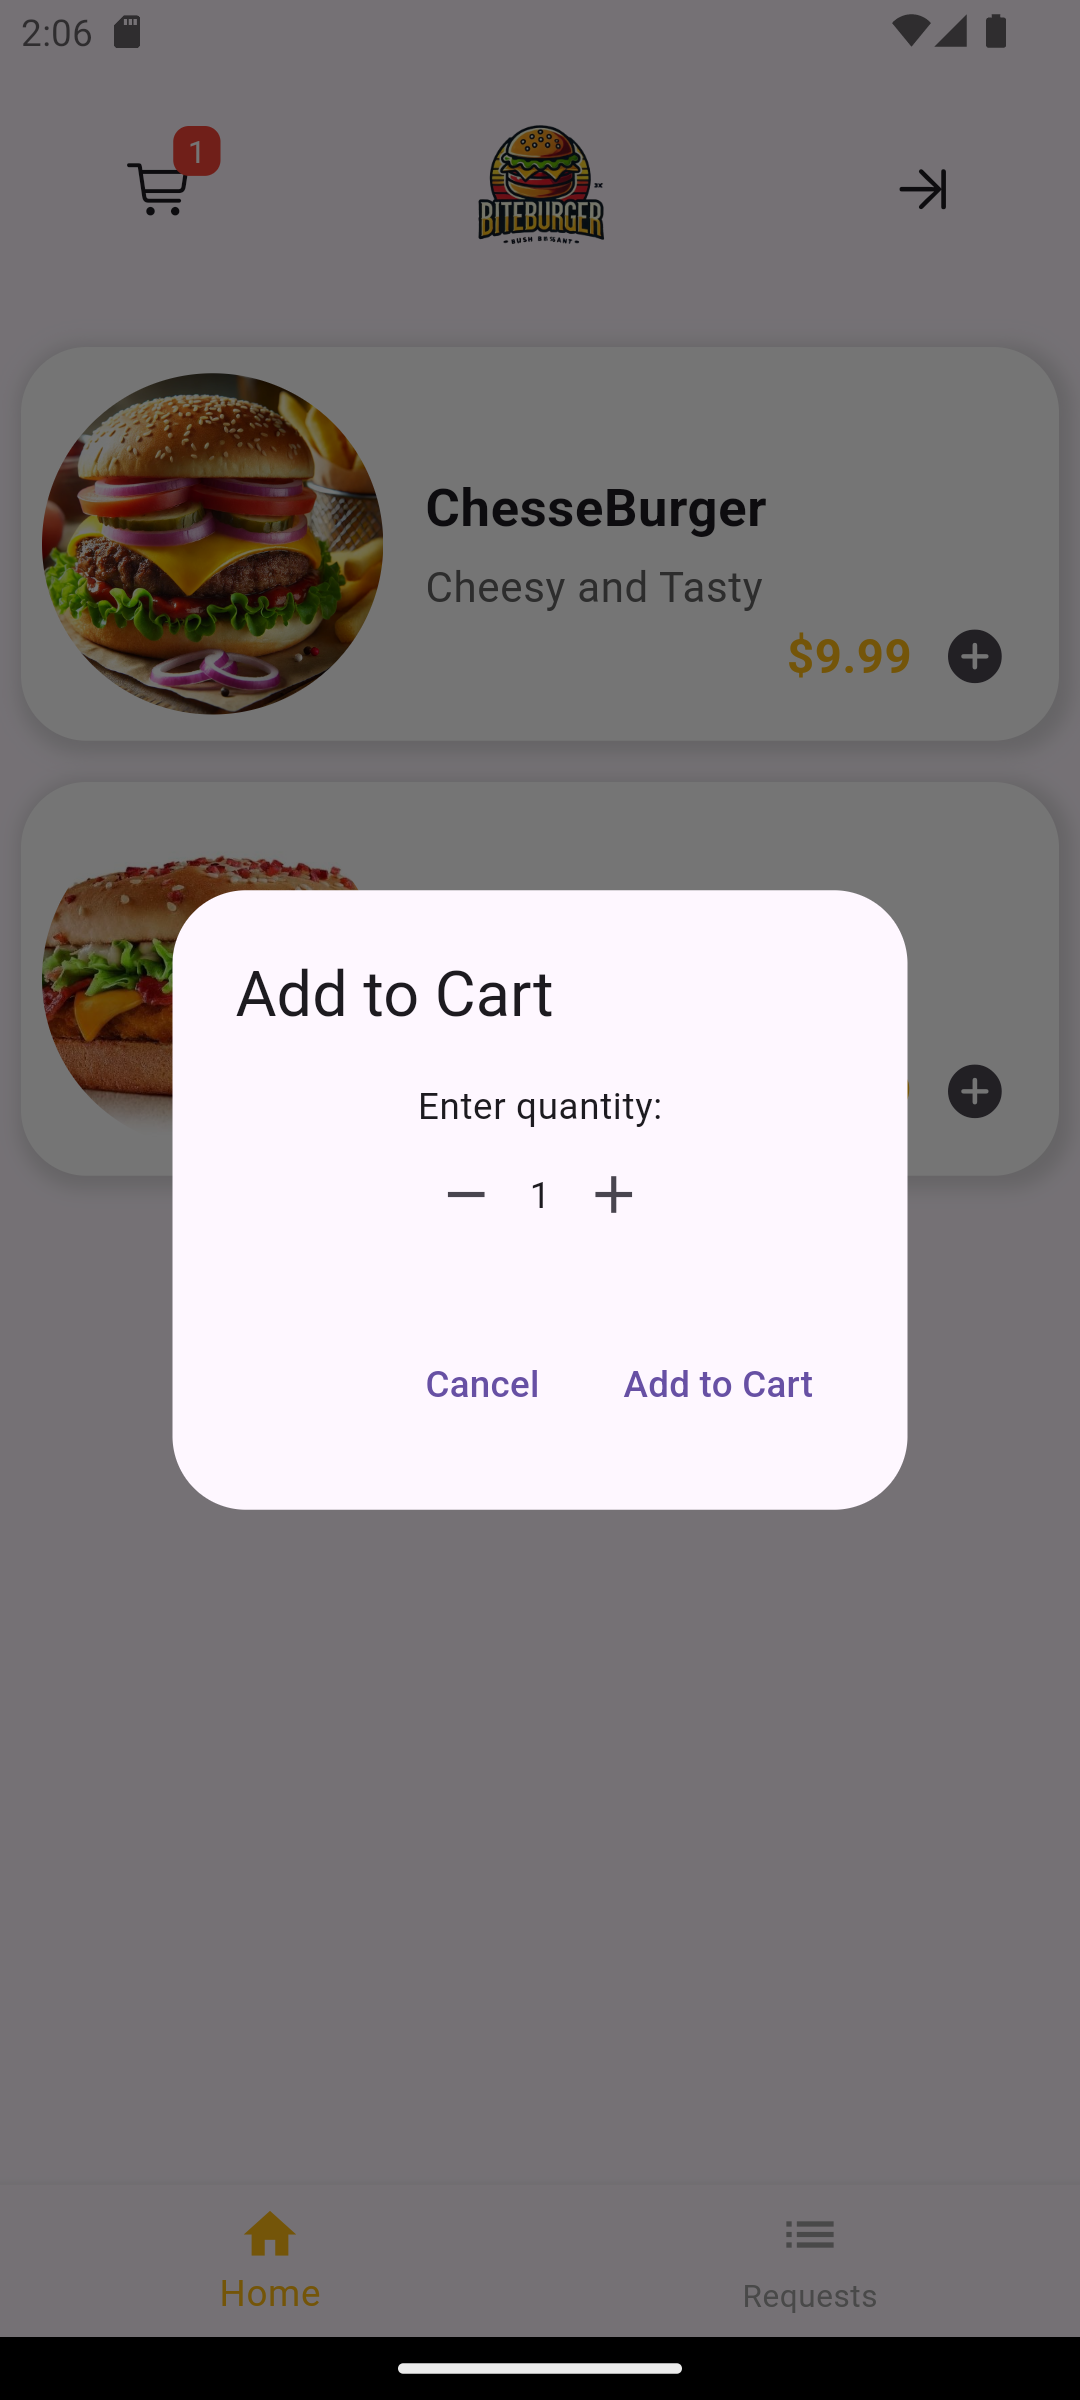 2:06
1
BITEBURGER
ChesseBurger
Cheesy and Tasty
$9.99
Add to Cart
Enter quantity:
1
Cancel
Add to Cart
Home
Requests